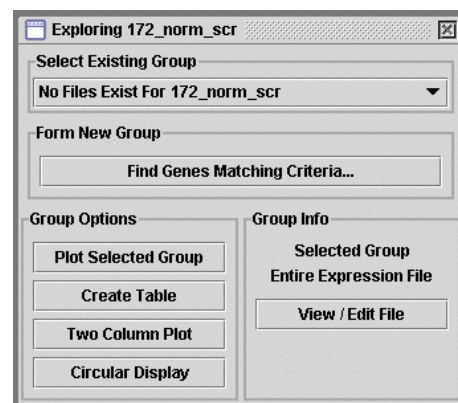 Exploring 172_norm_scr
Select Existing Group
No Files Exist For 172_norm_scr
Form New Group
Find Genes Matching Criteria...
Group Options
Plot Selected Group
Create Table
Two Column Plot
Circular Display
Group Info
Selected Group
Entire Expression File
View / Edit File